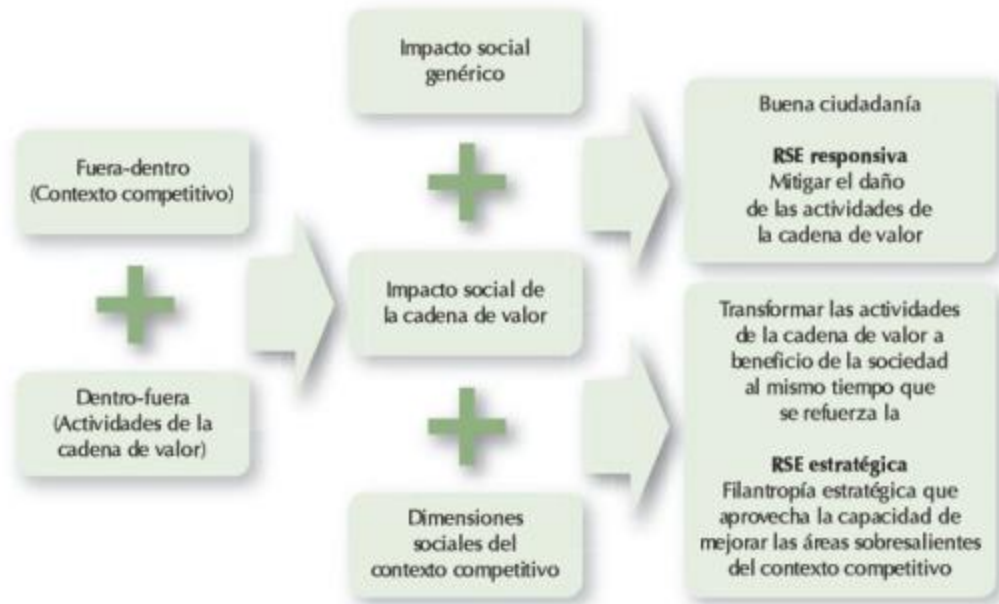 Fuera-dentro
(Contexto competitivo)
Dentro-fuera
(Actividades de la
cadena de valor)
Impacto social
genérico
Impacto social de
la cadena de valor
Dimensiones
sociales del
contexto competitivo
Buena ciudadanía
RSE responsiva
Mitigar el daño
de las actividades de
la cadena de valor
Transformar las actividades
de la cadena de valor a
beneficio de la sociedad
al mismo tiempo que
se refuerza la
RSE estratégica
Filantropía estratégica que
aprovecha la capacidad de
mejorar las áreas sobresalientes
del contexto competitivo